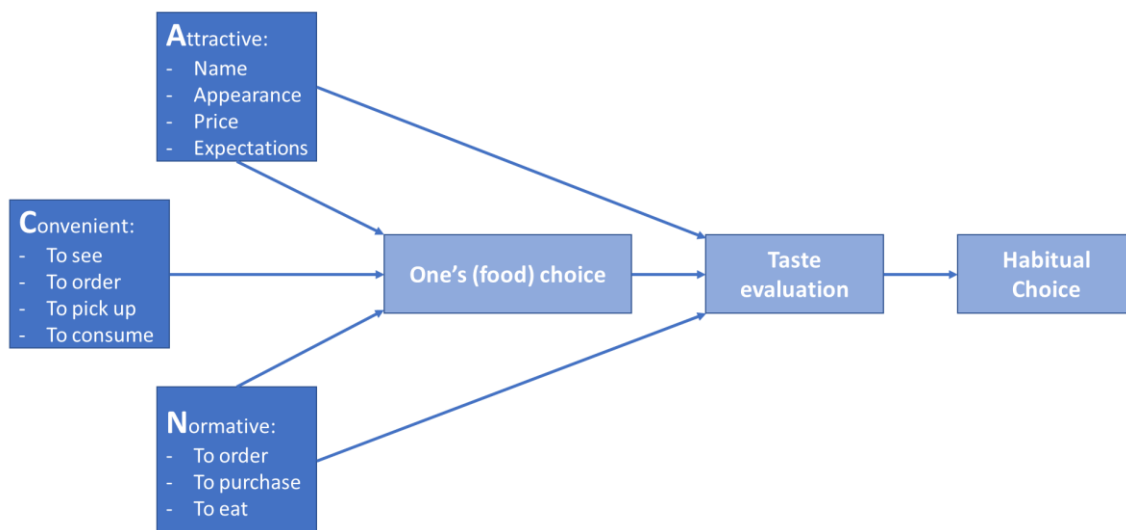 Attractive:
- Name
- Appearance
- Price
- Expectations
Convenient:
- To see
- To order
- To pick up
- To consume
Normative:
- To order
- To purchase
- To eat
One's (food) choice
Taste
evaluation
Habitual
Choice